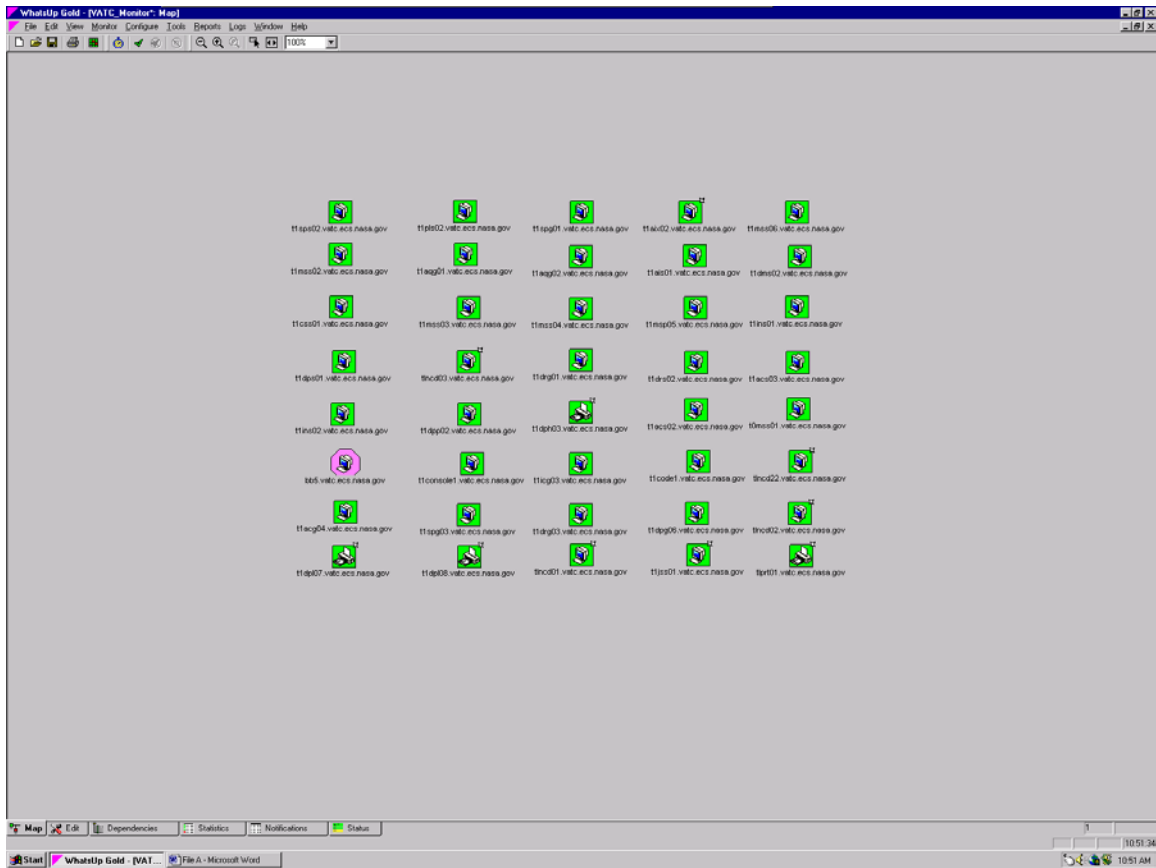 WhatsUp Gold - [VATC_Monitor*: Map]
File Edit View Monitor Configure Tools Reports Logs Window Help
100%
t1sps02.vatc.ecs.nasa.gov t1pls02.vatc.ecs.nasa.gov t1spg01.vatc.ecs.nasa.gov t1aix02.vatc.ecs.nasa.gov t1mss06.vatc.ecs.nasa.gov
t1mss02.vatc.ecs.nasa.gov t1aqg01.vatc.ecs.nasa.gov t1aqg02.vatc.ecs.nasa.gov t1ais01.vatc.ecs.nasa.gov t1dms02.vatc.ecs.nasa.gov
t1css01.vatc.ecs.nasa.gov t1mss03.vatc.ecs.nasa.gov t1mss04.vatc.ecs.nasa.gov t1msp05.vatc.ecs.nasa.gov t1ins01.vatc.ecs.nasa.gov
t1dps01.vatc.ecs.nasa.gov tlncd03.vatc.ecs.nasa.gov t1drg01.vatc.ecs.nasa.gov t1drs02.vatc.ecs.nasa.gov t1acs03.vatc.ecs.nasa.gov
t1ins02.vatc.ecs.nasa.gov t1dpp02.vatc.ecs.nasa.gov t1dph03.vatc.ecs.nasa.gov t1ecs02.vatc.ecs.nasa.gov t0mss01.vatc.ecs.nasa.gov
bb5.vatc.ecs.nasa.gov t1console1.vatc.ecs.nasa.gov t1icg03.vatc.ecs.nasa.gov t1code1.vatc.ecs.nasa.gov tlncd22.vatc.ecs.nasa.gov
t1acg04.vatc.ecs.nasa.gov t1spg03.vatc.ecs.nasa.gov t1drg03.vatc.ecs.nasa.gov t1dpg06.vatc.ecs.nasa.gov tlncd02.vatc.ecs.nasa.gov
t1dpl07.vatc.ecs.nasa.gov t1dpl08.vatc.ecs.nasa.gov tlncd01.vatc.ecs.nasa.gov t1jss01.vatc.ecs.nasa.gov tlprt01.vatc.ecs.nasa.gov
Map Edit Dependencies Statistics Notifications Status 1
10:51:34
Start WhatsUp Gold - [VAT... File A - Microsoft Word 10:51 AM